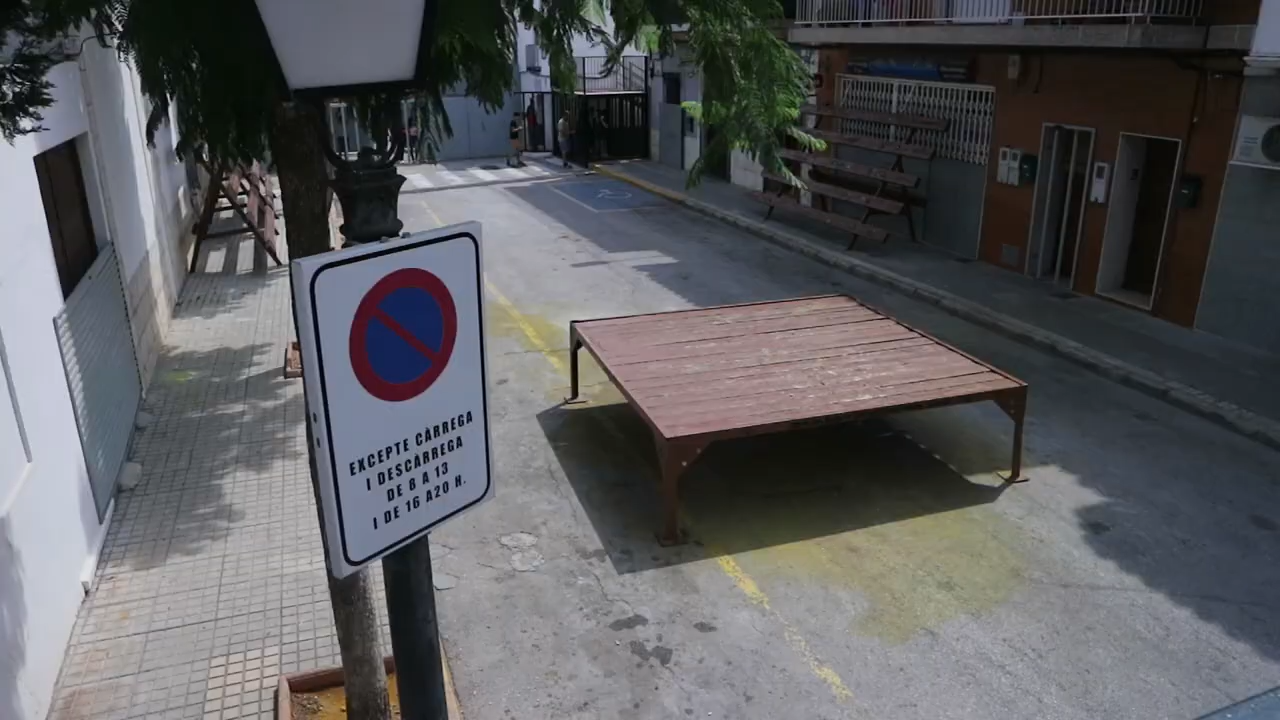 EXCEPTE CÀRREGA
I DESCÀRREGA
DE 8 A 13
I DE 16 A20 H.